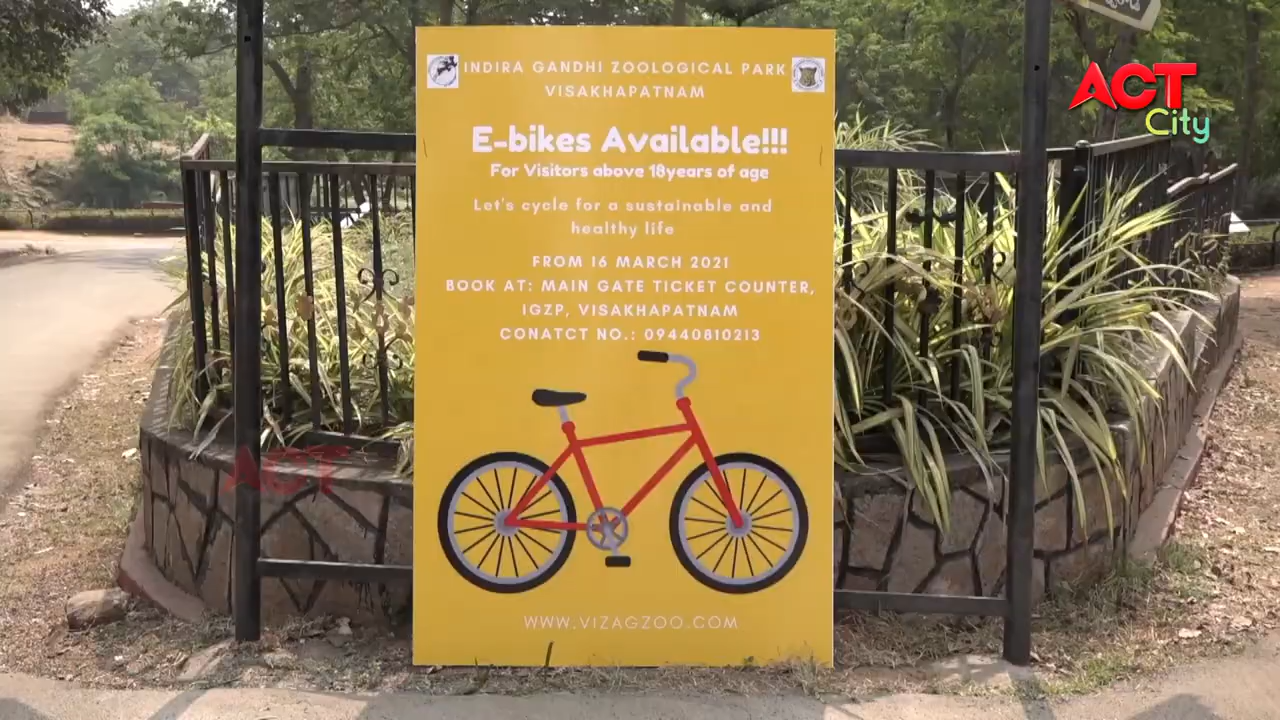 INDIRA GANDHI ZOOLOGICAL PARK
VISAKHAPATNAM
E-bikes Available!!!
For Visitors above 18years of age
Let's cycle for a sustainable and
healthy life
FROM 16 MARCH 2021
BOOK AT: MAIN GATE TICKET COUNTER,
IGZP, VISAKHAPATNAM
CONATCT NO.: 09440810213
WWW.VIZAGZOO.COM
ACT
City
ACT